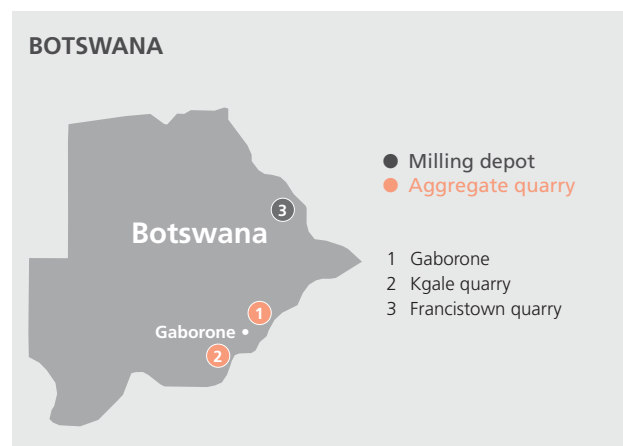 BOTSWANA
Milling depot
Aggregate quarry
3
Botswana
1 Gaborone
2 Kgale quarry
3 Francistown quarry
1
Gaborone
2